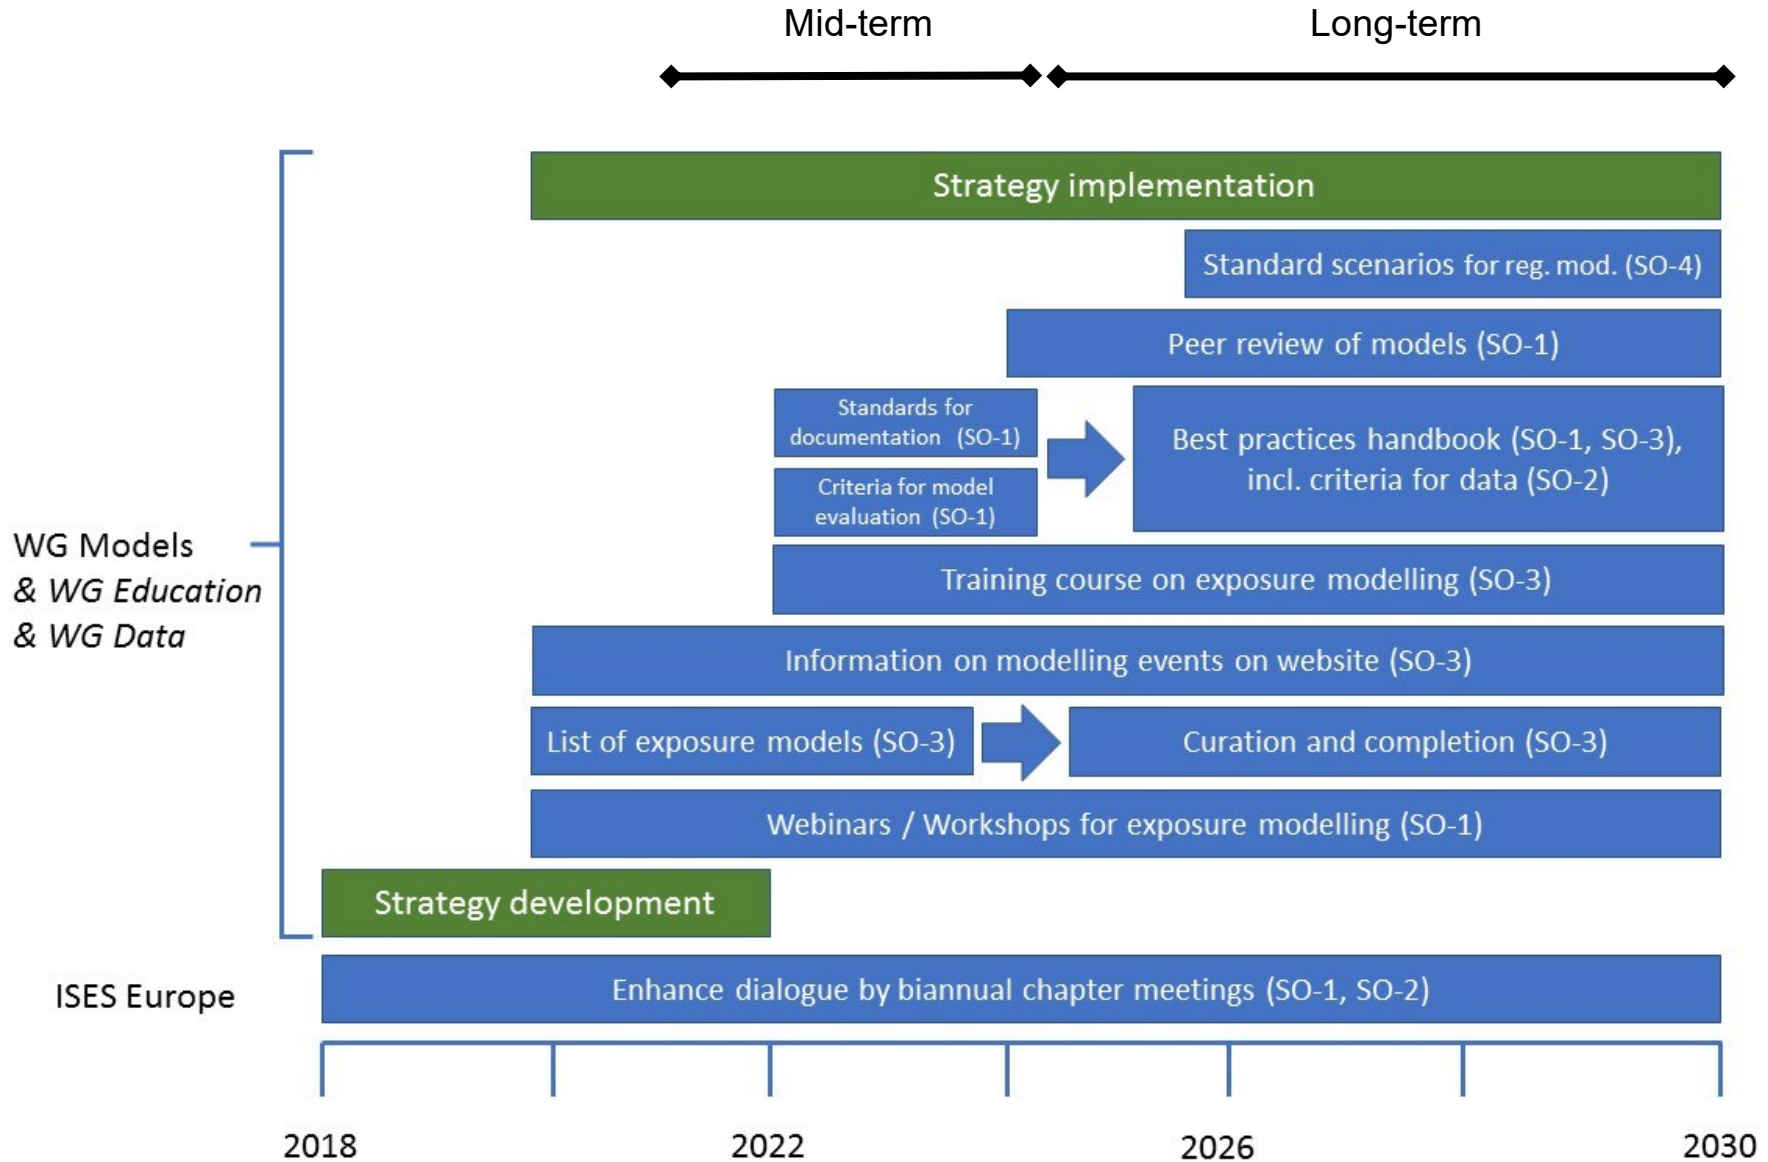 Mid-term
Long-term
Strategy implementation
Standard scenarios for reg. mod. (SO-4)
Peer review of models (SO-1)
Standards for
documentation (SO-1)
Criteria for model
evaluation (SO-1)
Best practices handbook (SO-1, SO-3),
incl. criteria for data (SO-2)
WG Models
& WG Education
& WG Data
Training course on exposure modelling (SO-3)
Information on modelling events on website (SO-3)
List of exposure models (SO-3)
Curation and completion (SO-3)
Webinars / Workshops for exposure modelling (SO-1)
Strategy development
ISES Europe
Enhance dialogue by biannual chapter meetings (SO-1, SO-2)
2018
2022
2026
2030